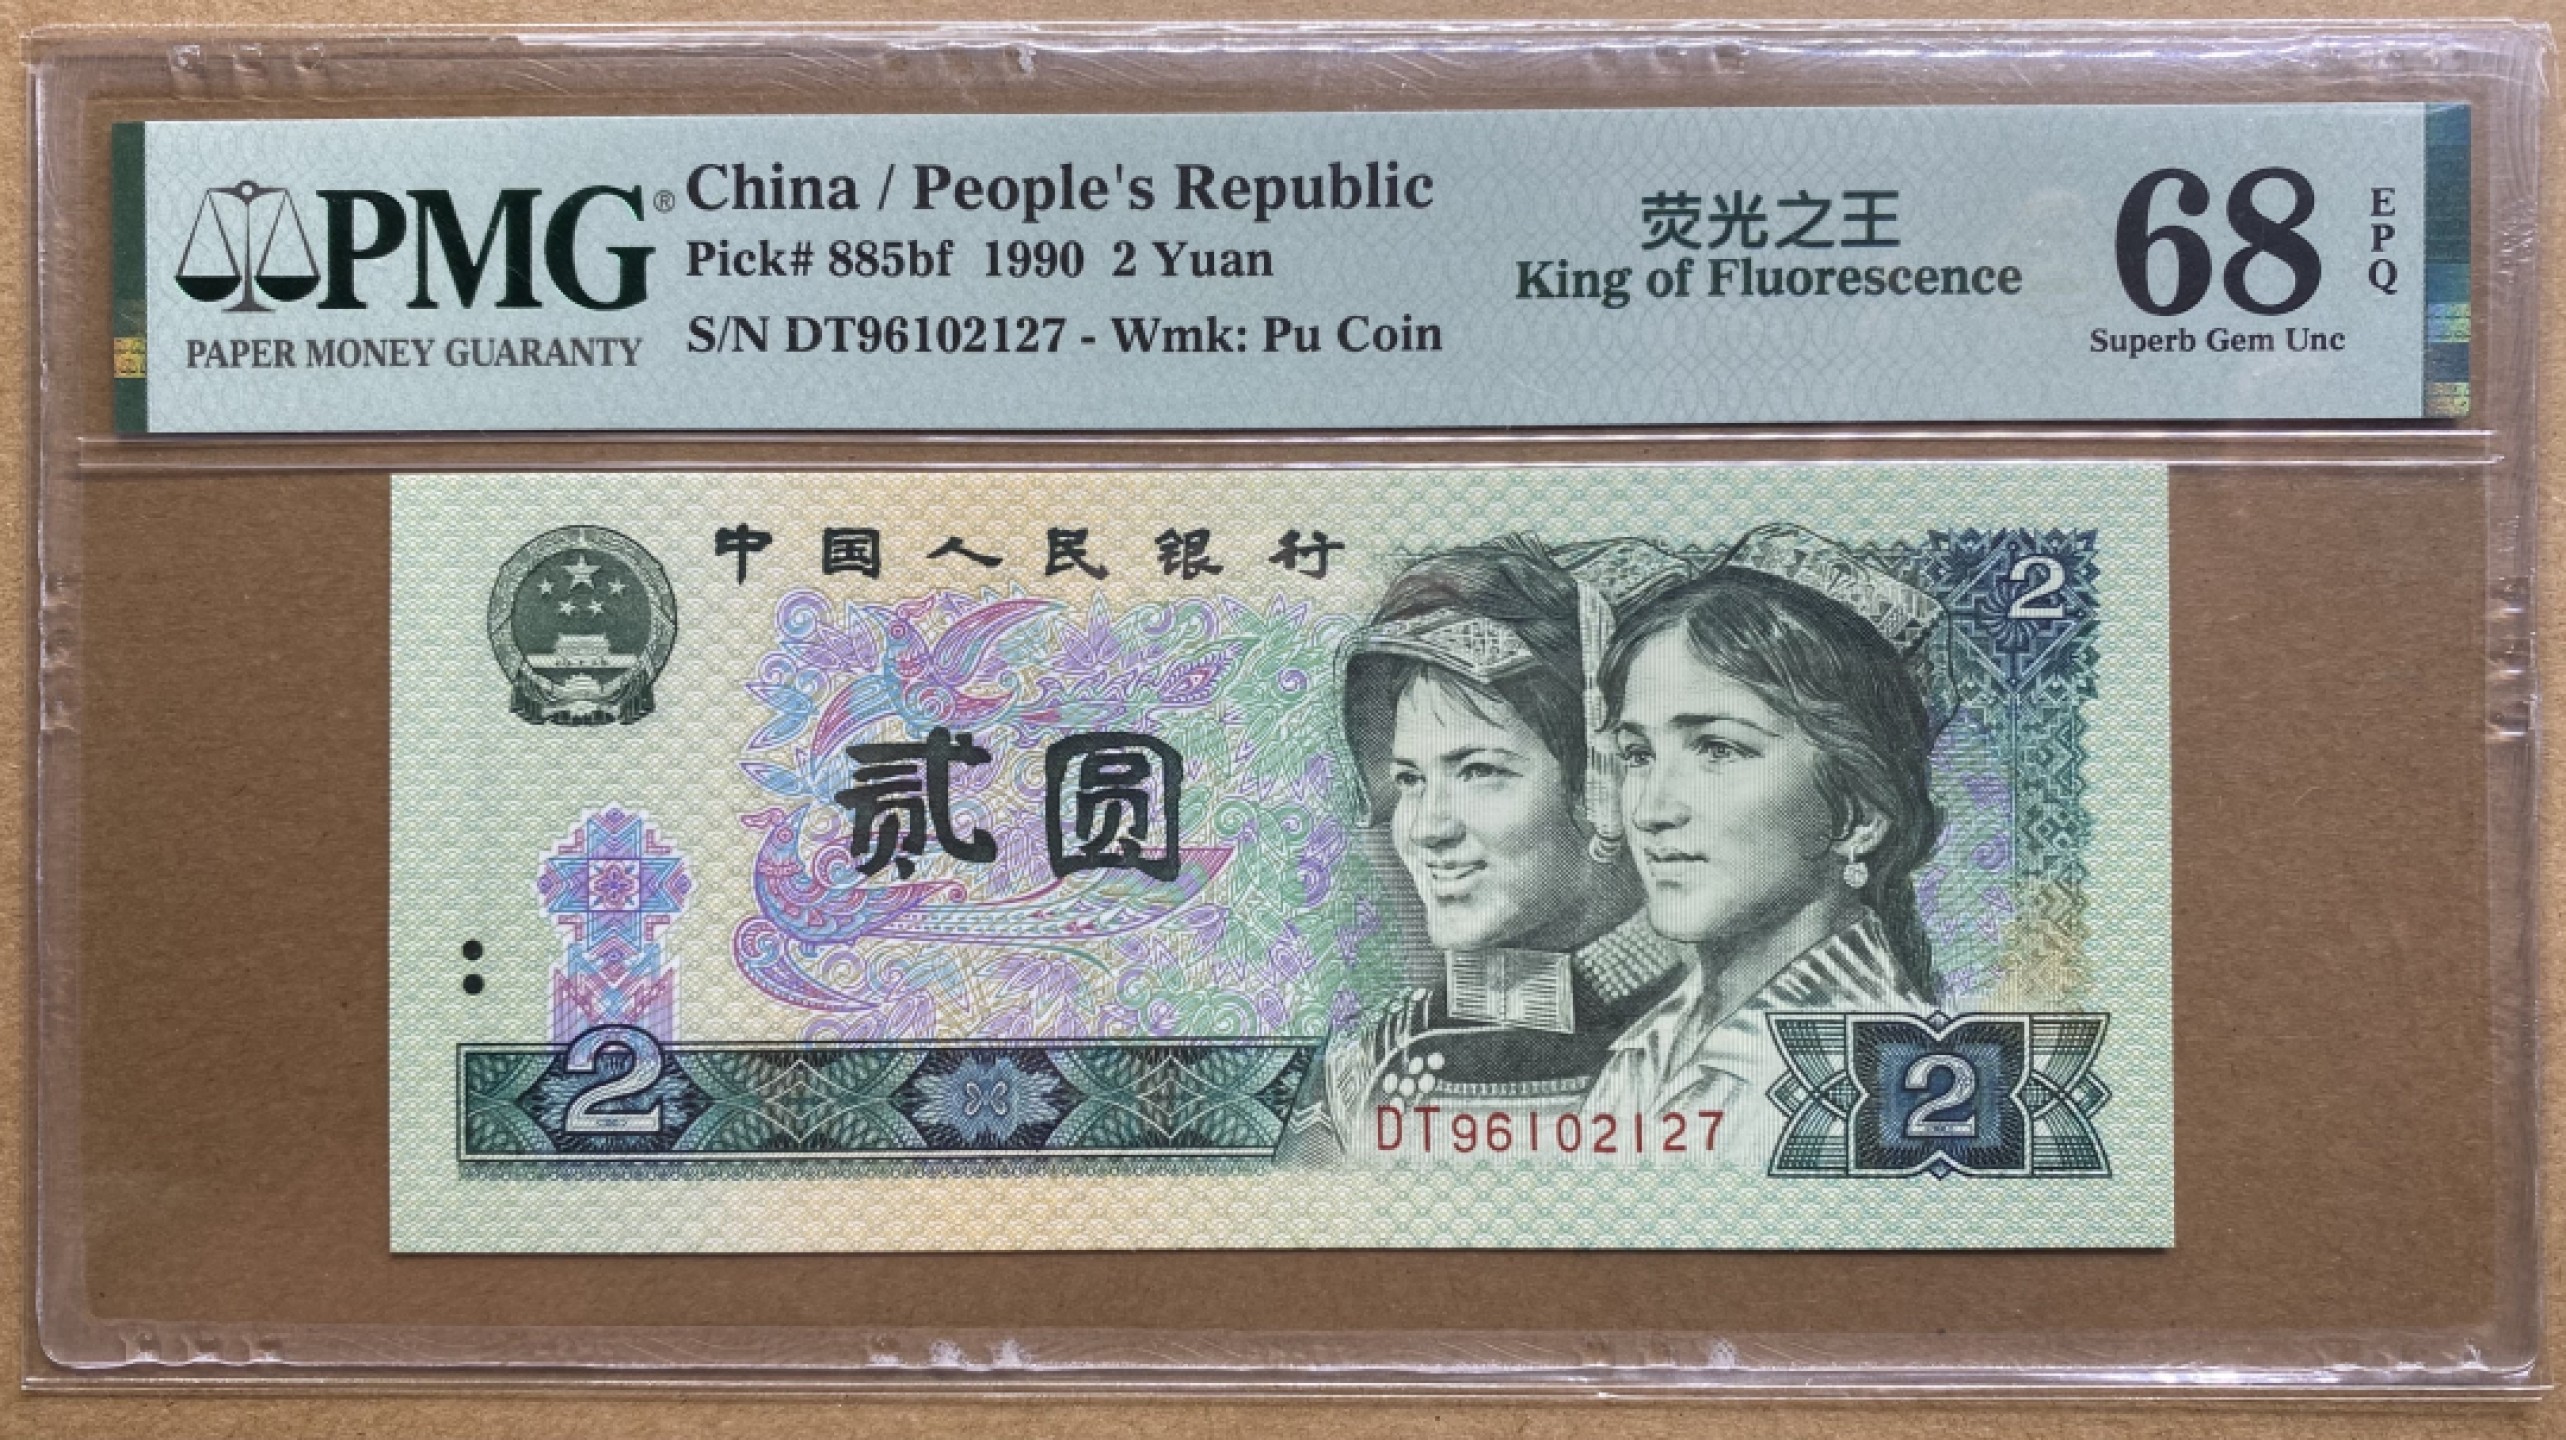 PMG®
PAPER MONEY GUARANTY
China / People's Republic
Pick# 885bf 1990 2 Yuan
S/N DT96102127 - Wmk: Pu Coin
荧光之王
King of Fluorescence
68
EPQ
Superb Gem Unc
中国人民银行
2
贰圆
2
DT96102127
2